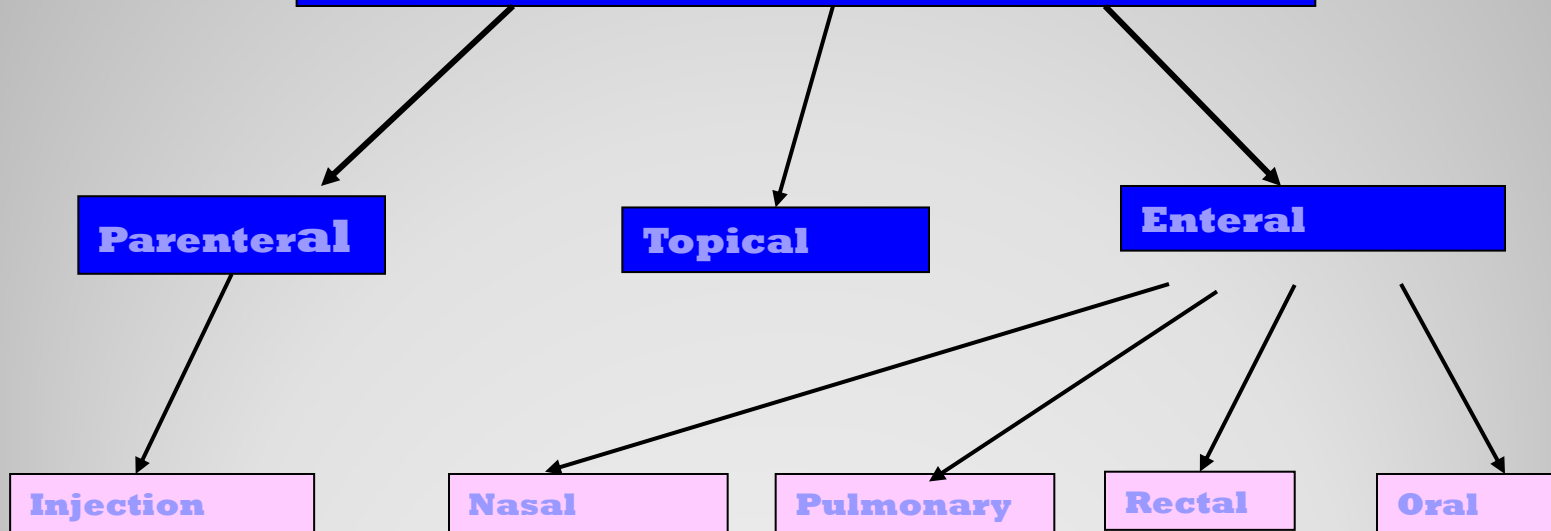 Parenteral
Topical
Enteral
Injection
Nasal
Pulmonary
Rectal
Oral